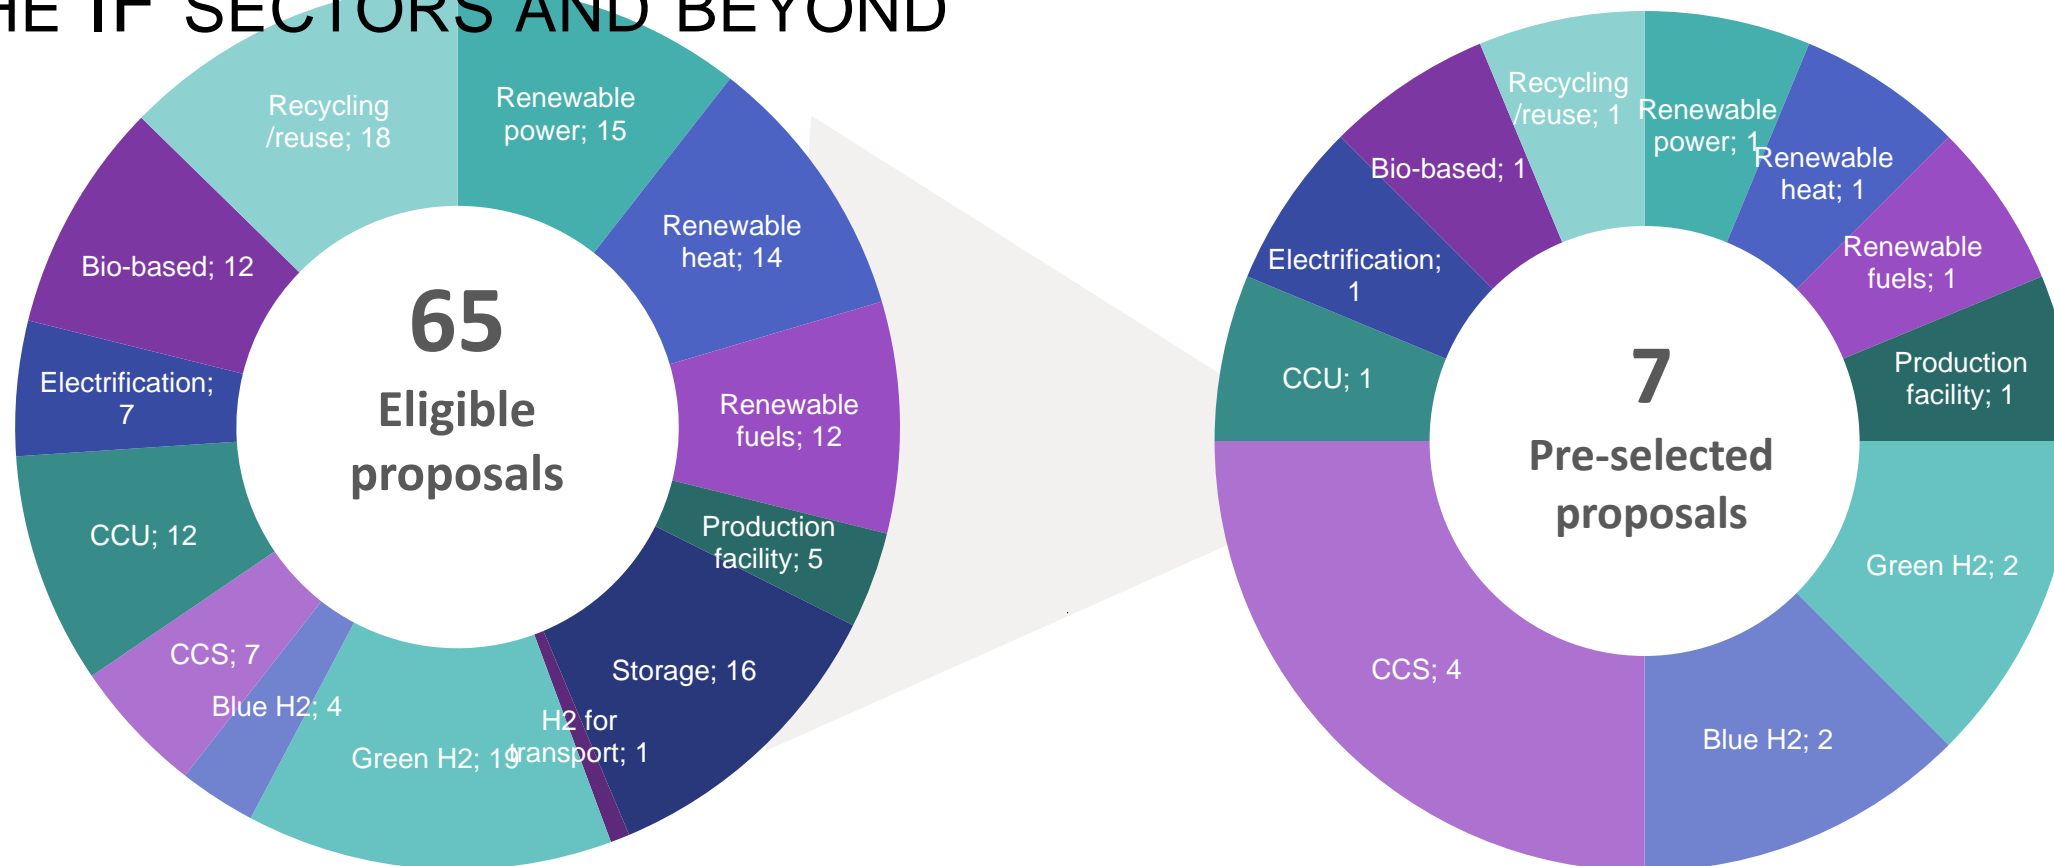 HE IF SECTORS AND BEYOND
Recycling
/reuse; 18
Renewable
power; 15
Renewable
heat; 14
Bio-based; 12
65
Eligible
proposals
Electrification;
7
Renewable
fuels; 12
Production
facility; 5
CCU; 12
CCS; 7
Blue H2; 4
Green H2; 19
H2 for
transport; 1
Storage; 16
Recycling
/reuse; 1
Renewable
power; 1
Renewable
heat; 1
Bio-based; 1
Renewable
fuels; 1
Electrification;
1
7
Pre-selected
proposals
Production
facility; 1
CCU; 1
Green H2; 2
CCS; 4
Blue H2; 2